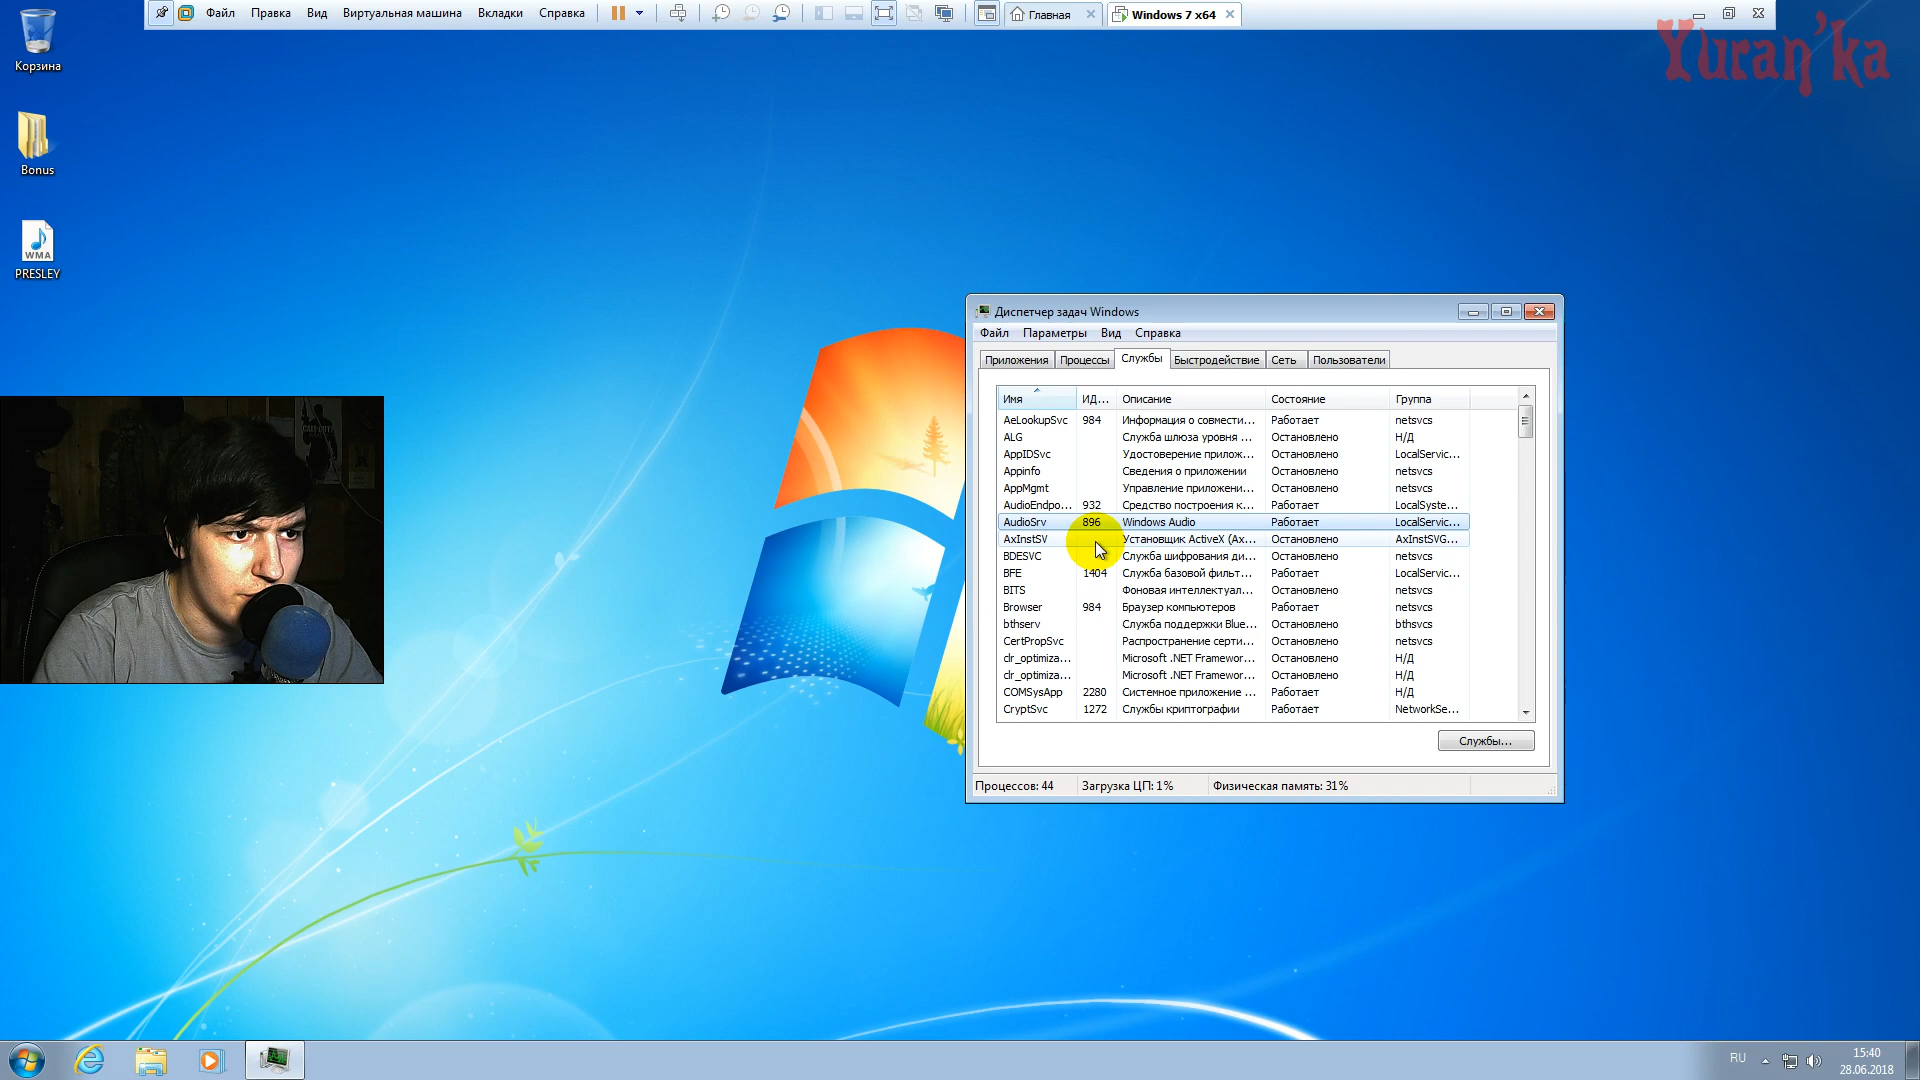 Файл Правка Вид Виртуальная машина Вкладки Справка Главная Windows 7 x64
Yuran'ka
Корзина
Bonus
WMA
PRESLEY
Диспетчер задач Windows
Файл Параметры Вид Справка
Приложения Процессы Службы Быстродействие Сеть Пользователи
Имя ИД... Описание Состояние Группа
AeLookupSvc 984 Информация о совмести... Работает netsvcs
ALG Служба шлюза уровня ... Остановлено Н/Д
AppIDSvc Удостоверение прилож... Остановлено LocalServic...
Appinfo Сведения о приложении Остановлено netsvcs
AppMgmt Управление приложени... Остановлено netsvcs
AudioEndpo... 932 Средство построения к... Работает LocalSyste...
AudioSrv 896 Windows Audio Работает LocalServic...
AxInstSV Установщик ActiveX (Ax... Остановлено AxInstSVG...
BDESVC Служба шифрования ди... Остановлено netsvcs
BFE 1404 Служба базовой фильт... Работает LocalServic...
BITS Фоновая интеллектуал... Остановлено netsvcs
Browser 984 Браузер компьютеров Работает netsvcs
bthserv Служба поддержки Blue... Остановлено bthsvcs
CertPropSvc Распространение серти... Остановлено netsvcs
clr_optimiza... Microsoft .NET Framewor... Остановлено Н/Д
clr_optimiza... Microsoft .NET Framewor... Остановлено Н/Д
COMSysApp 2280 Системное приложение ... Работает Н/Д
CryptSvc 1272 Службы криптографии Работает NetworkSe...
Службы...
Процессов: 44 Загрузка ЦП: 1% Физическая память: 31%
RU
15:40
28.06.2018